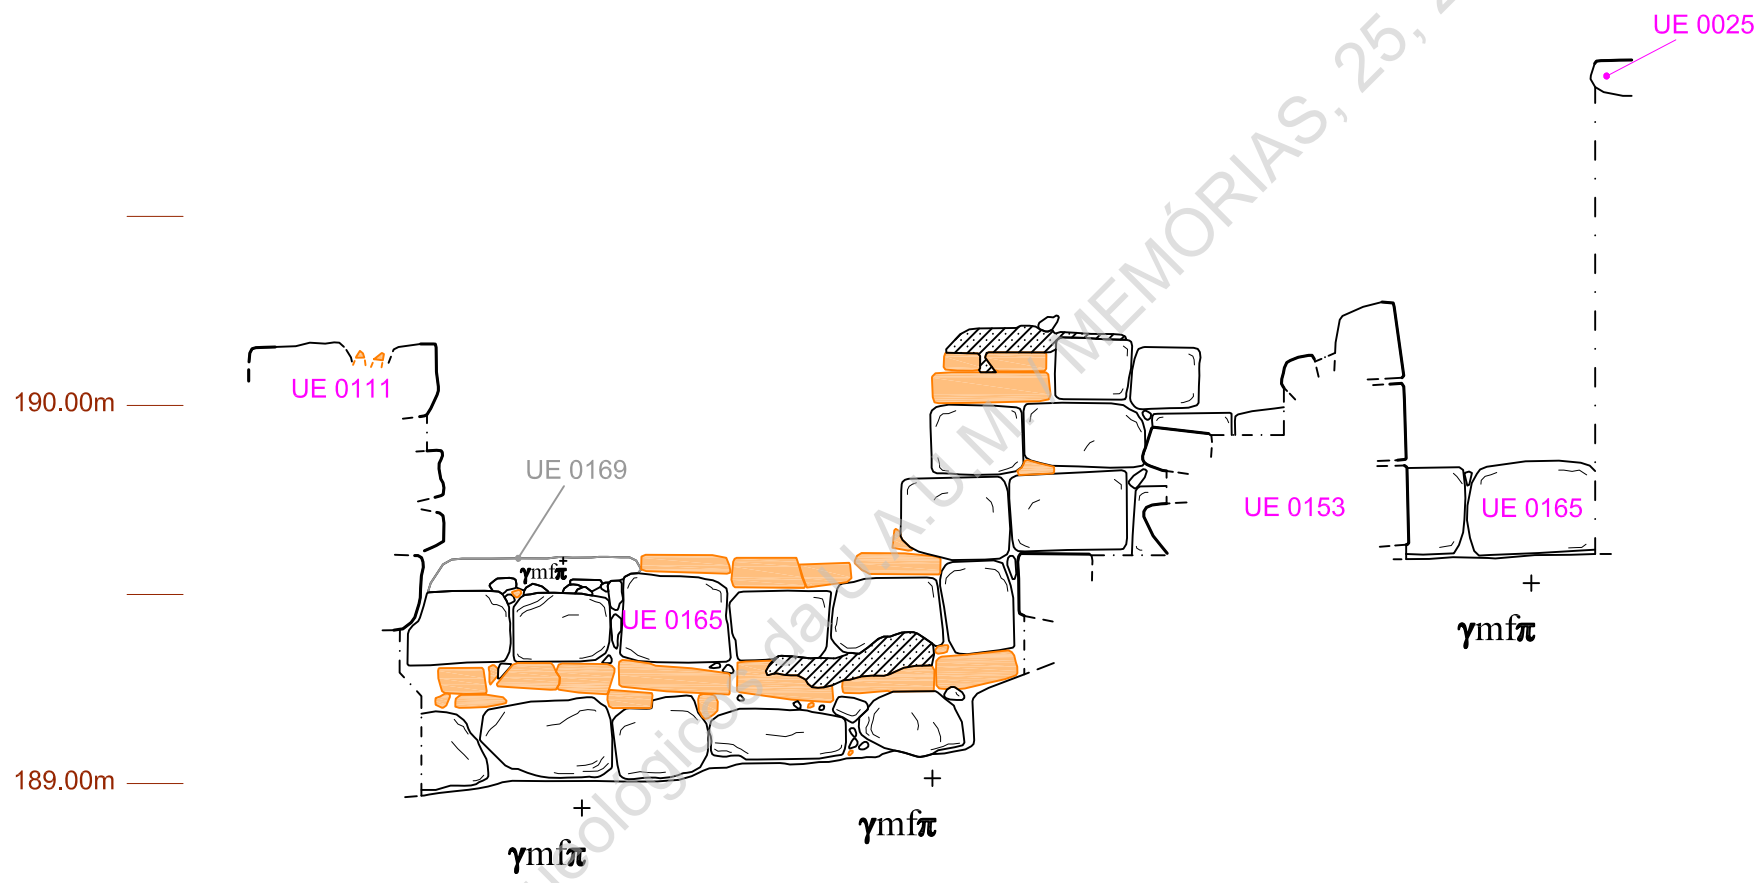 UE 0025
190.00m
UE 0111
UE 0169
γmfπ
UE 0153
UE 0165
UE 0165
γmfπ
189.00m
γmfπ
γmfπ
da U.A.U.M. / MEMÓRIAS, 25,